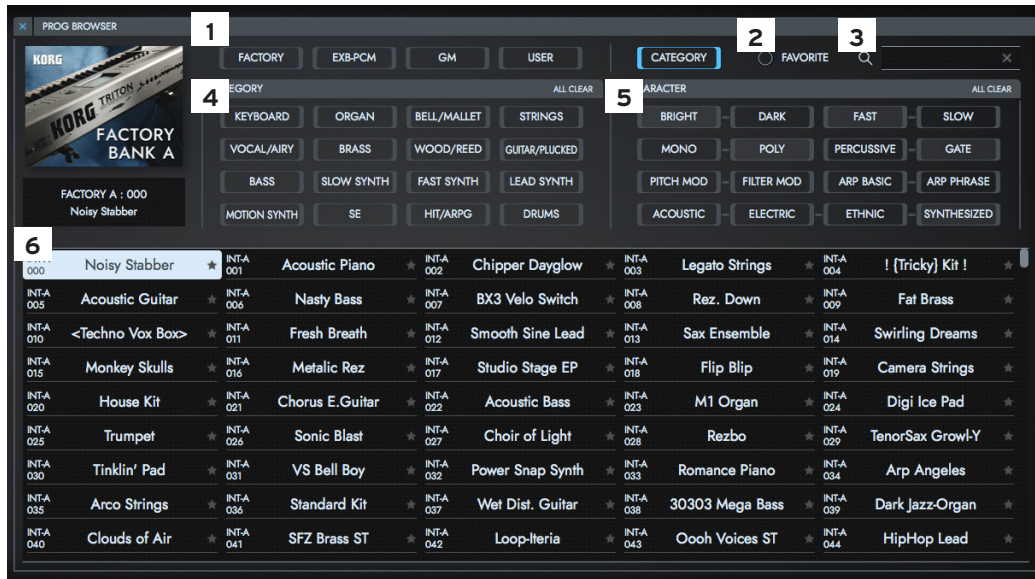 × PROG BROWSER
1
2
3
FACTORY EXB-PCM GM USER
CATEGORY FAVORITE ×
KORG
KORG TRITON
FACTORY
BANK A
FACTORY A : 000
Noisy Stabber
4 EGORY ALL CLEAR
KEYBOARD ORGAN BELL/MALLET STRINGS
VOCAL/AIRY BRASS WOOD/REED GUITAR/PLUCKED
BASS SLOW SYNTH FAST SYNTH LEAD SYNTH
MOTION SYNTH SE HIT/ARPG DRUMS
5 ARACTER ALL CLEAR
BRIGHT DARK FAST SLOW
MONO POLY PERCUSSIVE GATE
PITCH MOD FILTER MOD ARP BASIC ARP PHRASE
ACOUSTIC ELECTRIC ETHNIC SYNTHESIZED
6
000 Noisy Stabber INT-A 001 Acoustic Piano INT-A 002 Chipper Dayglow INT-A 003 Legato Strings INT-A 004 ! {Tricky} Kit !
INT-A 005 Acoustic Guitar INT-A 006 Nasty Bass INT-A 007 BX3 Velo Switch INT-A 008 Rez. Down INT-A 009 Fat Brass
INT-A 010 <Techno Vox Box> INT-A 011 Fresh Breath INT-A 012 Smooth Sine Lead INT-A 013 Sax Ensemble INT-A 014 Swirling Dreams
INT-A 015 Monkey Skulls INT-A 016 Metalic Rez INT-A 017 Studio Stage EP INT-A 018 Flip Blip INT-A 019 Camera Strings
INT-A 020 House Kit INT-A 021 Chorus E.Guitar INT-A 022 Acoustic Bass INT-A 023 M1 Organ INT-A 024 Digi Ice Pad
INT-A 025 Trumpet INT-A 026 Sonic Blast INT-A 027 Choir of Light INT-A 028 Rezbo INT-A 029 TenorSax Growl-Y
INT-A 030 Tinklin' Pad INT-A 031 VS Bell Boy INT-A 032 Power Snap Synth INT-A 033 Romance Piano INT-A 034 Arp Angeles
INT-A 035 Arco Strings INT-A 036 Standard Kit INT-A 037 Wet Dist. Guitar INT-A 038 30303 Mega Bass INT-A 039 Dark Jazz-Organ
INT-A 040 Clouds of Air INT-A 041 SFZ Brass ST INT-A 042 Loop-Iteria INT-A 043 Oooh Voices ST INT-A 044 HipHop Lead